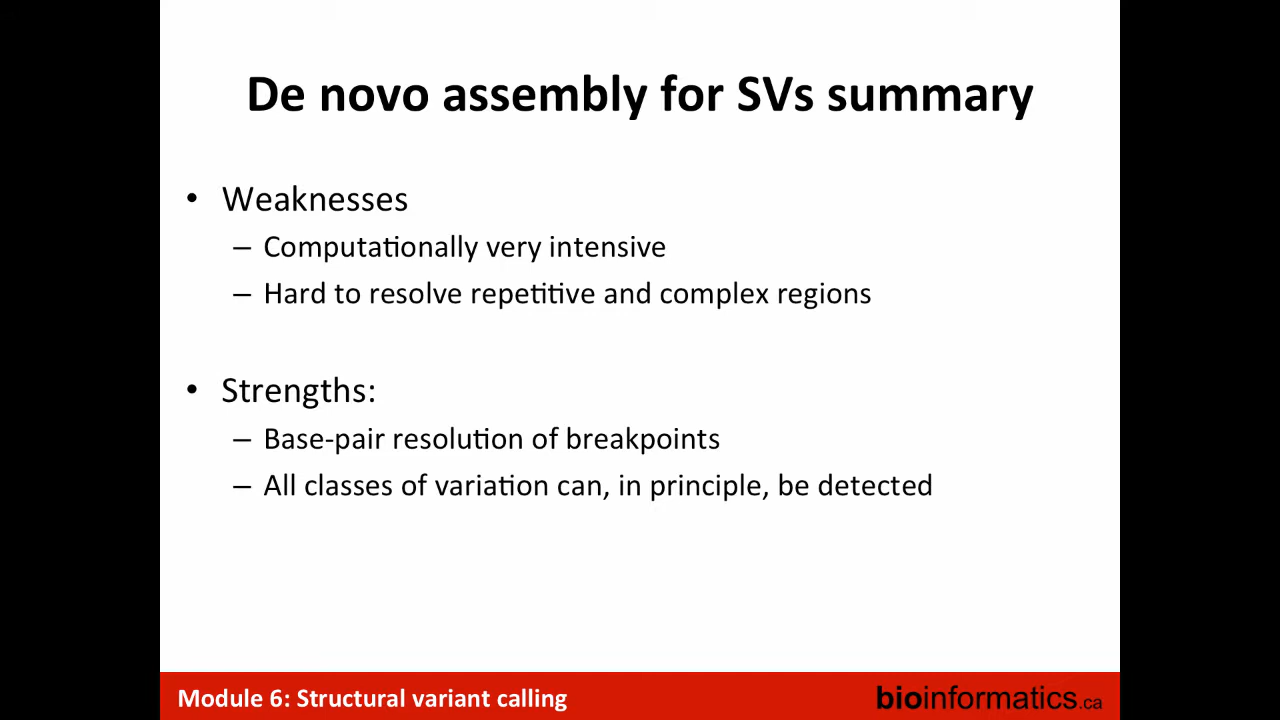 De novo assembly for SVs summary
• Weaknesses
– Computationally very intensive
– Hard to resolve repetitive and complex regions
• Strengths:
– Base-pair resolution of breakpoints
– All classes of variation can, in principle, be detected
Module 6: Structural variant calling
bioinformatics.ca